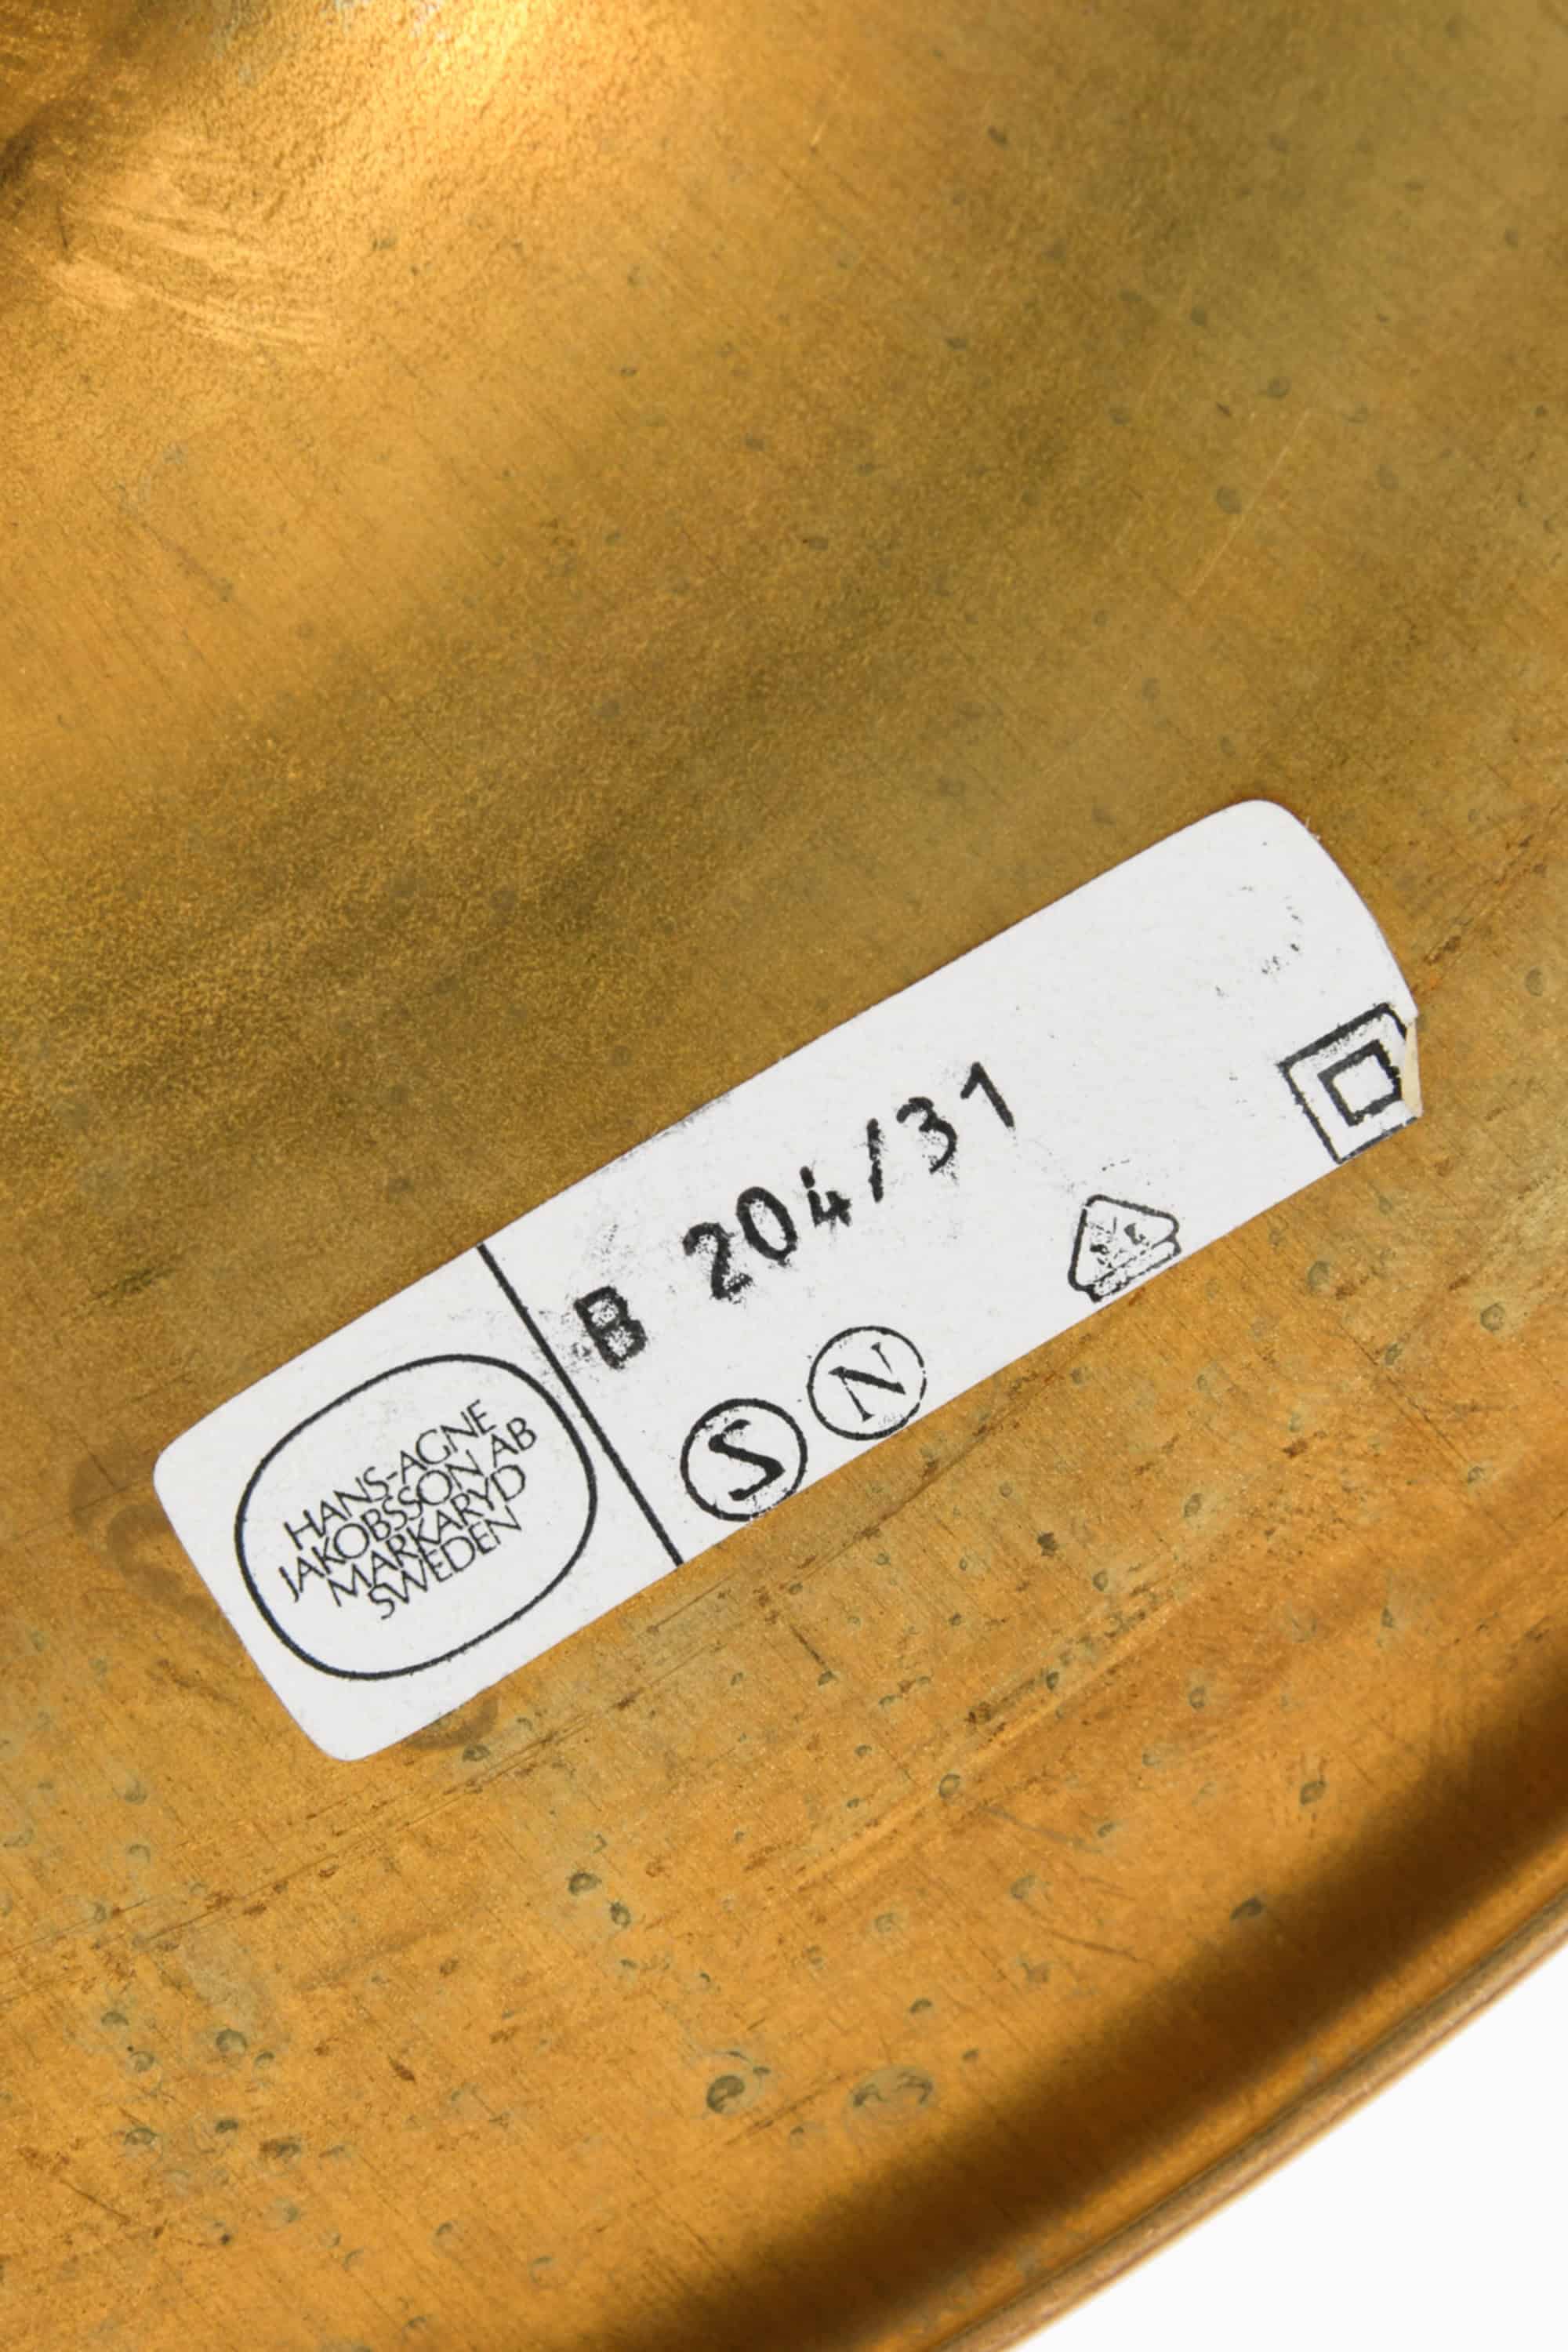 HANS-AGNE
JAKOBSSON AB
MARKARYD
SWEDEN
B 204/31
S N